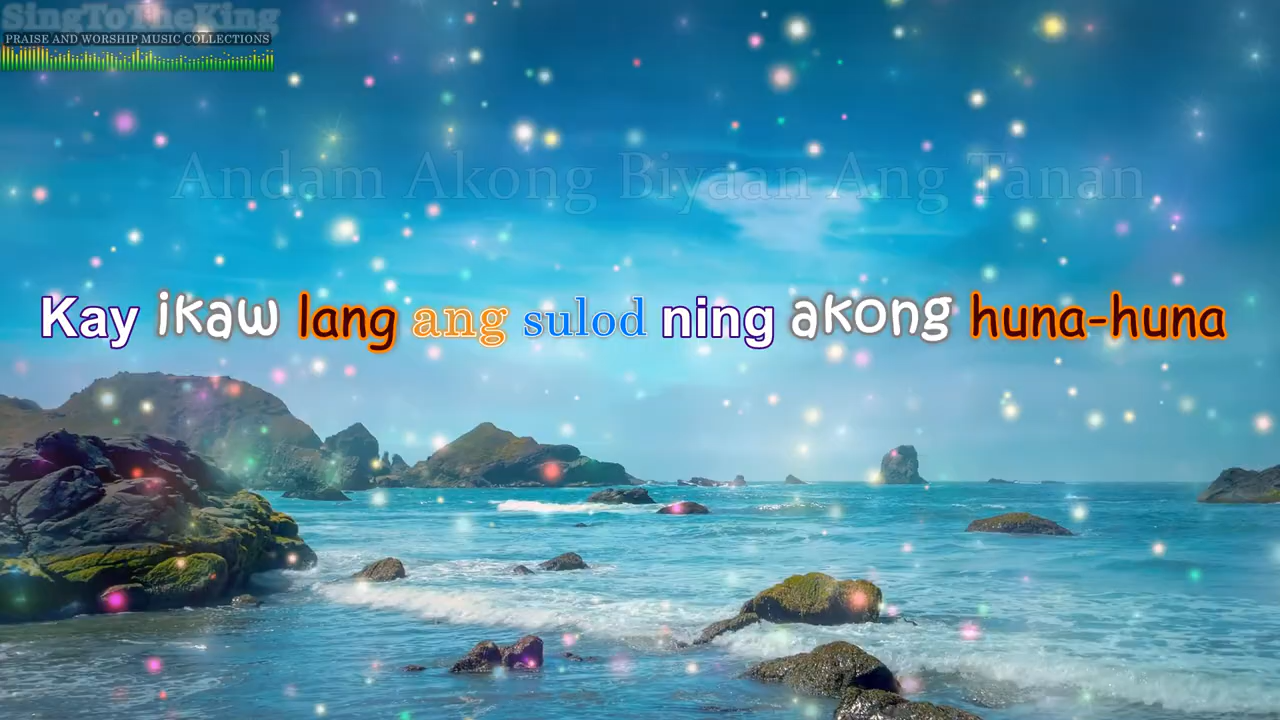 SingToTheKing
PRAISE AND WORSHIP MUSIC COLLECTIONS
Andam Akong Biyaan Ang Tanan
Kay ikaw lang ang sulod ning akong huna-huna